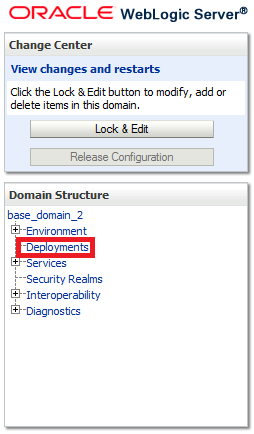 ORACLE WebLogic Server®
Change Center
View changes and restarts
Click the Lock & Edit button to modify, add or
delete items in this domain.
Lock & Edit
Release Configuration
Domain Structure
base_domain_2
Environment
Deployments
Services
Security Realms
Interoperability
Diagnostics